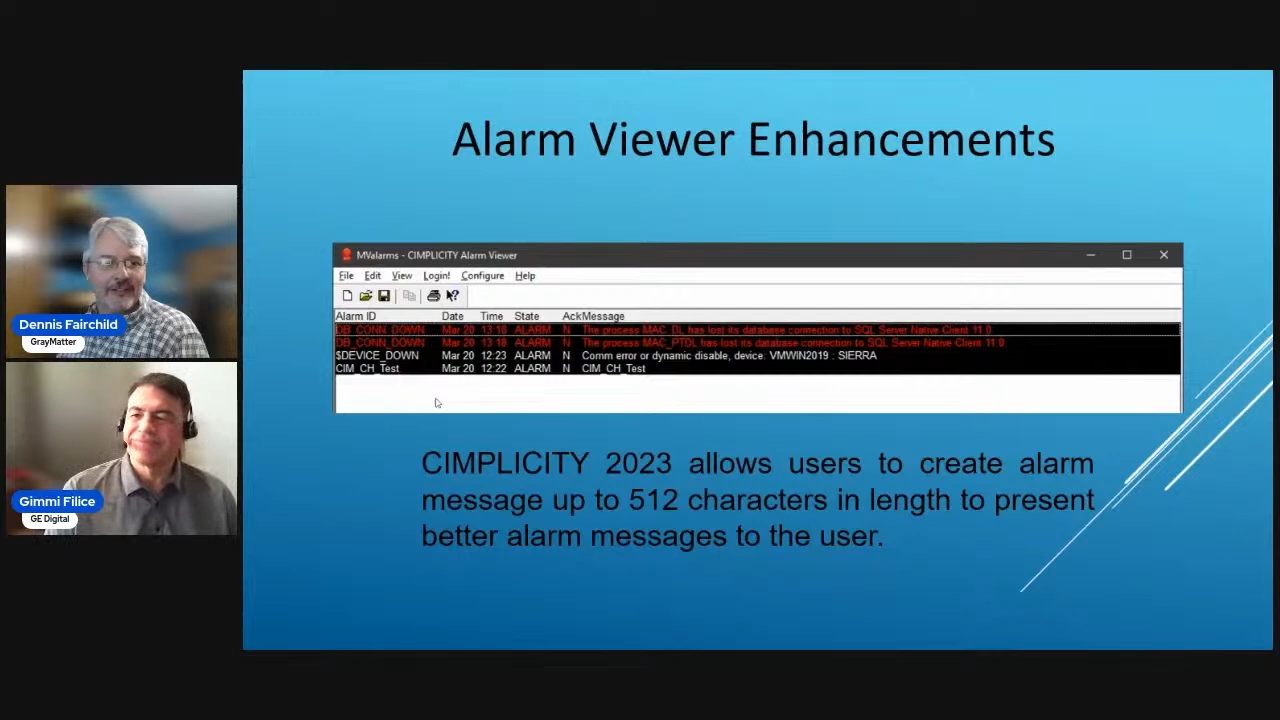 Alarm Viewer Enhancements
MValarms - CIMPLICITY Alarm Viewer
File Edit View Login! Configure Help
Alarm ID Date Time State Ack Message
DB_CONN_DOWN Mar 20 13:18 ALARM N The process MAC_DL has lost its database connection to SQL Server Native Client 11.0.
DB_CONN_DOWN Mar 20 13:18 ALARM N The process MAC_PTDL has lost its database connection to SQL Server Native Client 11.0.
$DEVICE_DOWN Mar 20 12:23 ALARM N Comm error or dynamic disable, device: VMWIN2019 : SIERRA
CIM_CH_Test Mar 20 12:22 ALARM N CIM_CH_Test
CIMPLICITY 2023 allows users to create alarm
message up to 512 characters in length to present
better alarm messages to the user.
Dennis Fairchild
GrayMatter
Gimmi Filice
GE Digital